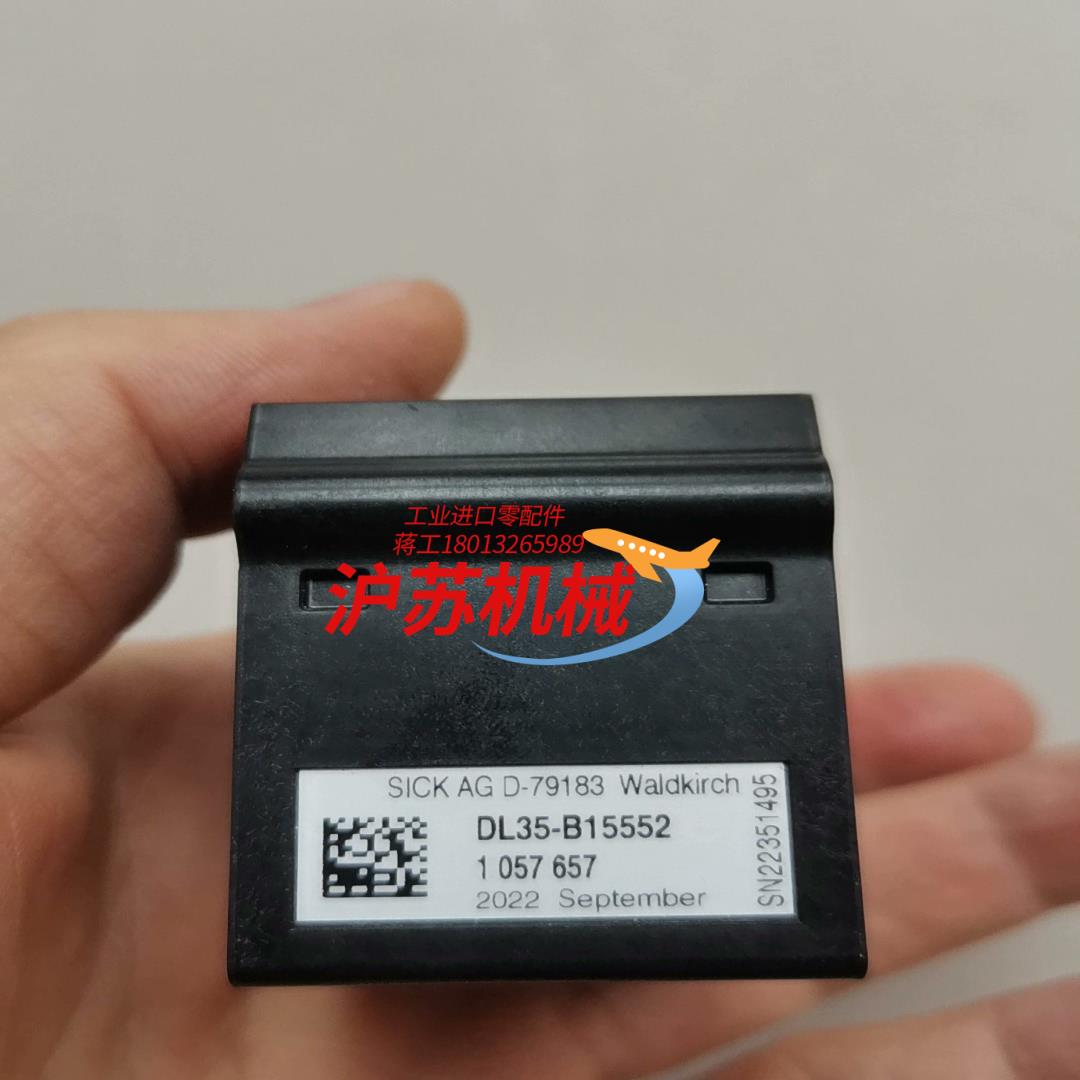 工业进口零配件
蒋工18013265989
沪苏机械
SICK AG D-79183 Waldkirch
DL35-B15552
1 057 657
2022 September
SN22351495